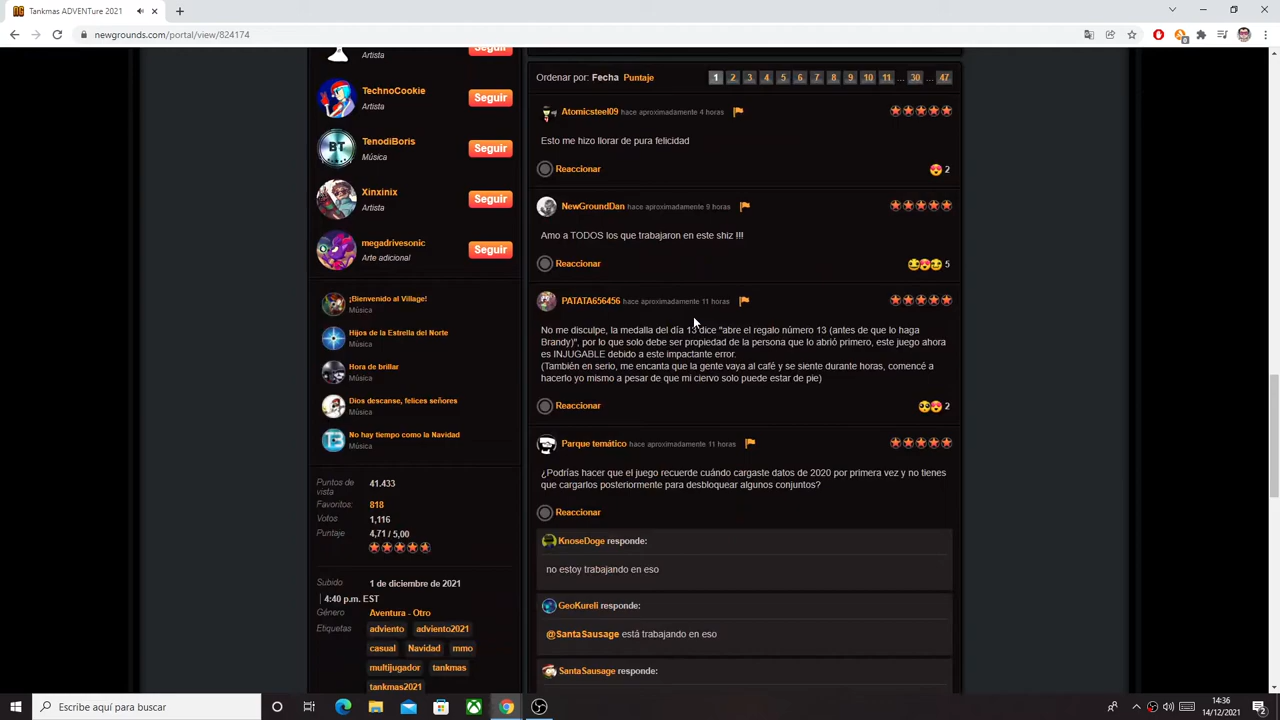 Tankmas ADVENTure 2021
newgrounds.com/portal/view/824174
Artista
Seguir
TechnoCookie
Artista
Seguir
TenodiBoris
Música
Seguir
Xinxinix
Artista
Seguir
megadrivesonic
Arte adicional
Seguir
¡Bienvenido al Village!
Música
Hijos de la Estrella del Norte
Música
Hora de brillar
Música
Dios descanse, felices señores
Música
No hay tiempo como la Navidad
Música
Puntos de vista 41.433
Favoritos: 818
Votos 1,116
Puntaje 4,71 / 5,00
Subido 1 de diciembre de 2021
4:40 p.m. EST
Género Aventura - Otro
Etiquetas adviento adviento2021
casual Navidad mmo
multijugador tankmas
tankmas2021
Ordenar por: Fecha Puntaje 1 2 3 4 5 6 7 8 9 10 11 ... 30 ... 47
Atomicsteel09 hace aproximadamente 4 horas
Esto me hizo llorar de pura felicidad
Reaccionar 2
NewGroundDan hace aproximadamente 9 horas
Amo a TODOS los que trabajaron en este shiz !!!
Reaccionar 5
PATATA656456 hace aproximadamente 11 horas
No me disculpe, la medalla del día 13 dice "abre el regalo número 13 (antes de que lo haga
Brandy)", por lo que solo debe ser propiedad de la persona que lo abrió primero, este juego ahora
es INJUGABLE debido a este impactante error.
(También en serio, me encanta que la gente vaya al café y se siente durante horas, comencé a
hacerlo yo mismo a pesar de que mi ciervo solo puede estar de pie)
Reaccionar 2
Parque temático hace aproximadamente 11 horas
¿Podrías hacer que el juego recuerde cuándo cargaste datos de 2020 por primera vez y no tienes
que cargarlos posteriormente para desbloquear algunos conjuntos?
Reaccionar
KnoseDoge responde:
no estoy trabajando en eso
GeoKureli responde:
@SantaSausage está trabajando en eso
SantaSausage responde:
Escribe aquí para buscar
14:36
14/12/2021